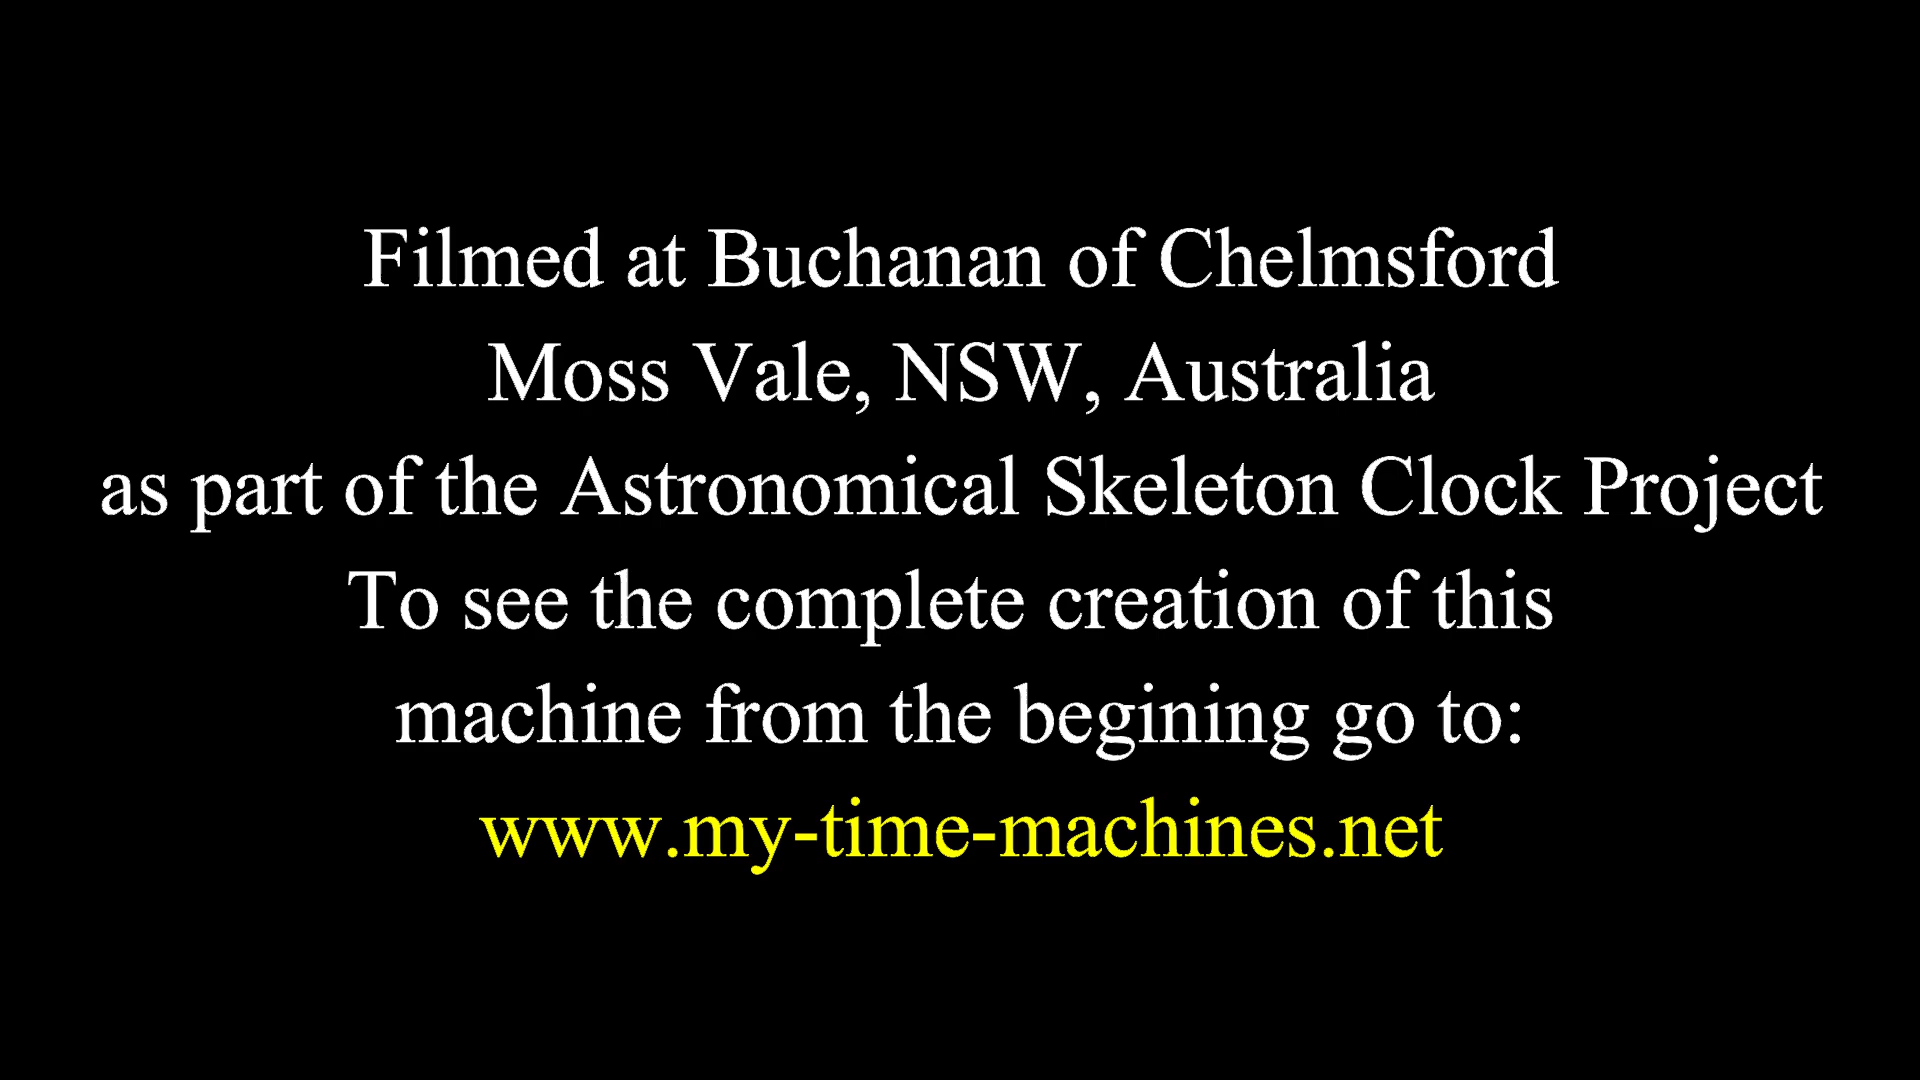 Filmed at Buchanan of Chelmsford
Moss Vale, NSW, Australia
as part of the Astronomical Skeleton Clock Project
To see the complete creation of this
machine from the begining go to:
www.my-time-machines.net